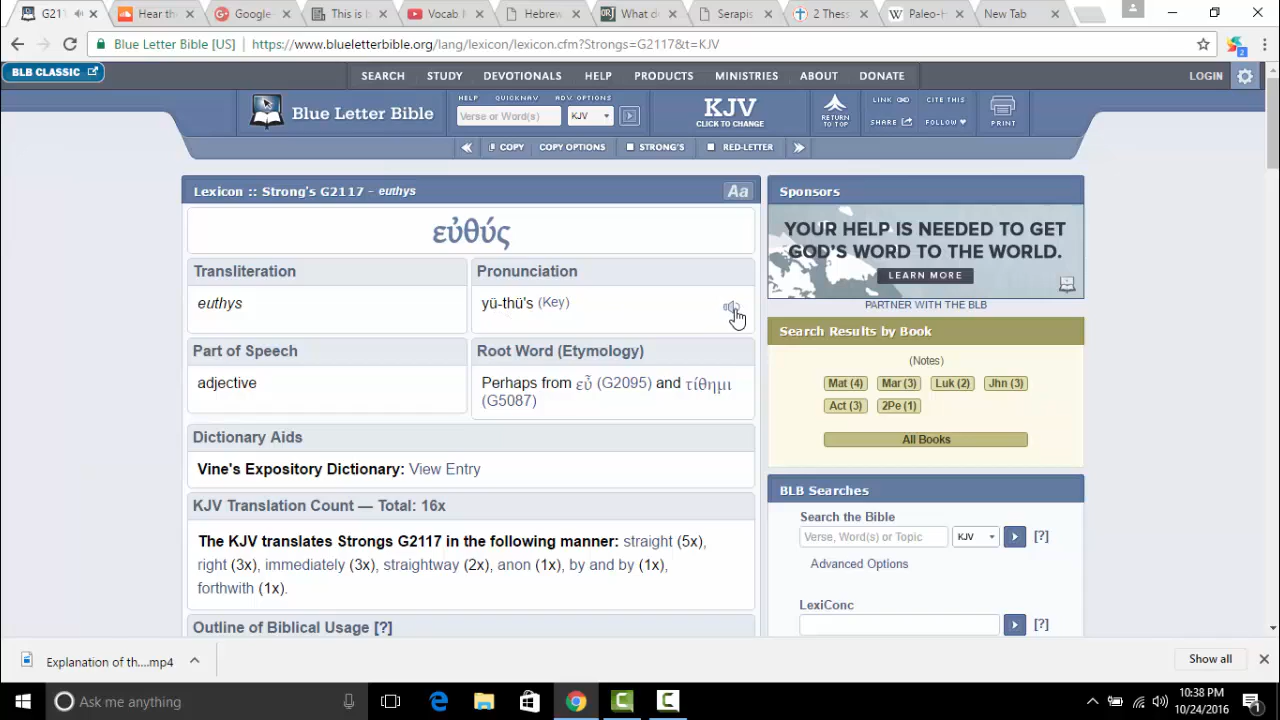 G211
Hear th
Google
This is b
Vocab
Hebrew
What d
Serapis
2 Thess
Paleo-H
New Tab
Blue Letter Bible [US]
https://www.blueletterbible.org/lang/lexicon/lexicon.cfm?Strongs=G2117&t=KJV
2
BLB CLASSIC
SEARCH STUDY DEVOTIONALS HELP PRODUCTS MINISTRIES ABOUT DONATE
LOGIN
Blue Letter Bible
HELP QUICKNAV ADV. OPTIONS
Verse or Word(s)
KJV
KJV
CLICK TO CHANGE
RETURN
TO TOP
LINK CITE THIS
SHARE FOLLOW
PRINT
COPY COPY OPTIONS STRONG'S RED-LETTER
Lexicon :: Strong's G2117 - euthys
Aa
εὐθύς
Transliteration
euthys
Pronunciation
yü-thü's (Key)
Part of Speech
adjective
Root Word (Etymology)
Perhaps from εὖ (G2095) and τίθημι
(G5087)
Dictionary Aids
Vine's Expository Dictionary: View Entry
KJV Translation Count — Total: 16x
The KJV translates Strongs G2117 in the following manner: straight (5x),
right (3x), immediately (3x), straightway (2x), anon (1x), by and by (1x),
forthwith (1x).
Outline of Biblical Usage [?]
Sponsors
YOUR HELP IS NEEDED TO GET
GOD'S WORD TO THE WORLD.
LEARN MORE
PARTNER WITH THE BLB
Search Results by Book
(Notes)
Mat (4) Mar (3) Luk (2) Jhn (3)
Act (3) 2Pe (1)
All Books
BLB Searches
Search the Bible
Verse, Word(s) or Topic
KJV
[?]
Advanced Options
LexiConc
[?]
Explanation of th....mp4
Show all
Ask me anything
10:38 PM
10/24/2016
1